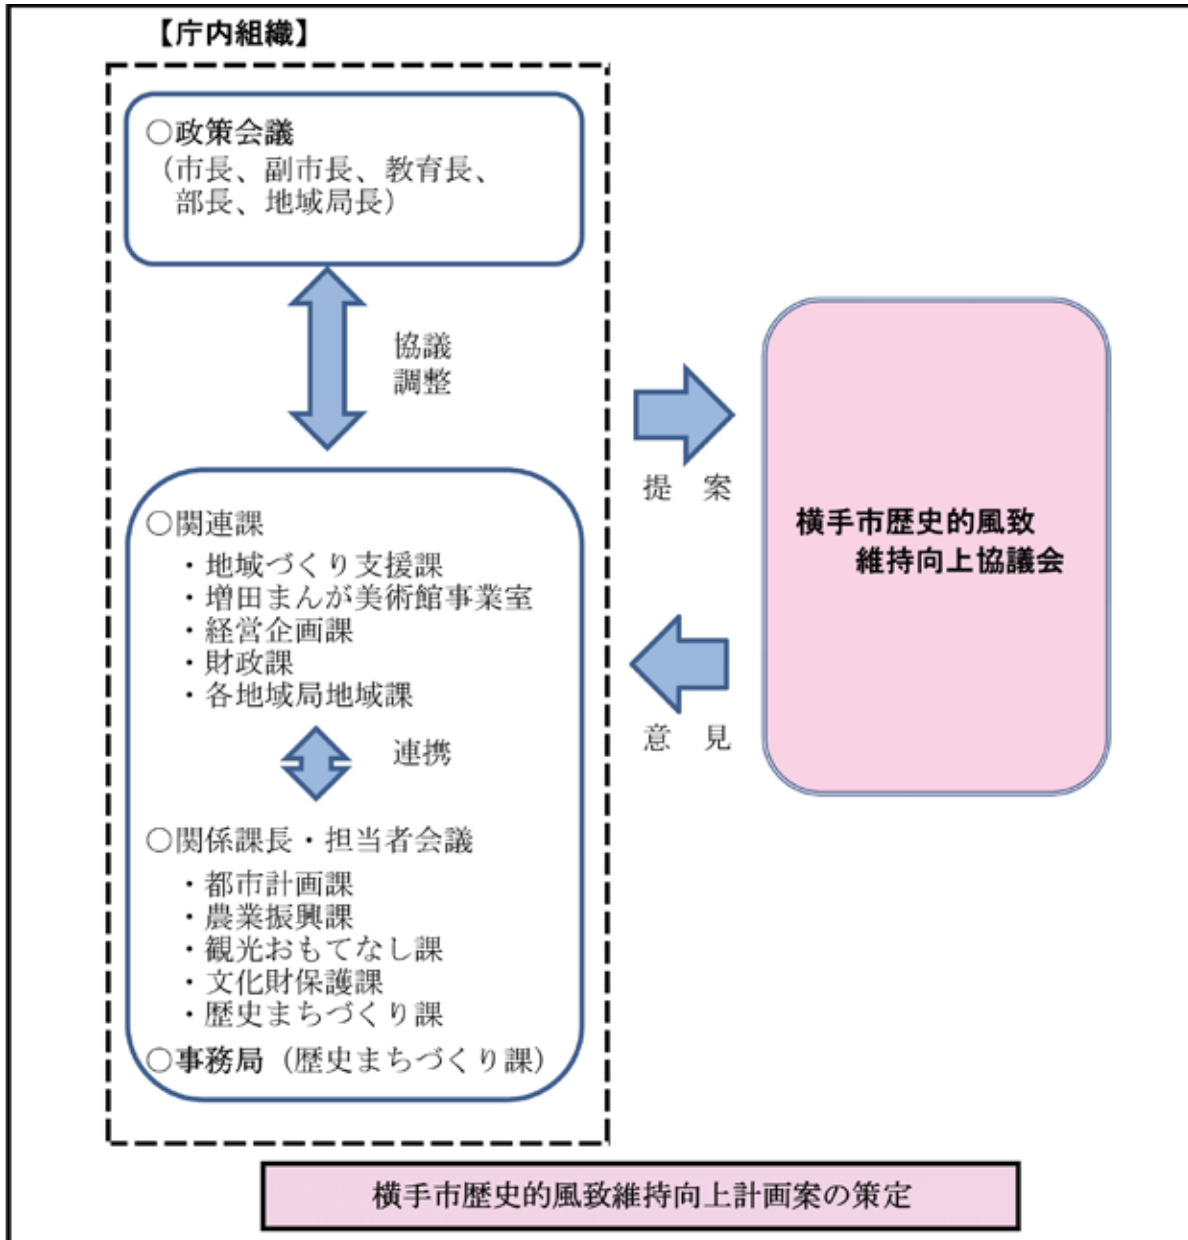 【庁内組織】
○政策会議
（市長、副市長、教育長、
部長、地域局長）
協議
調整
○関連課
・地域づくり支援課
・増田まんが美術館事業室
・経営企画課
・財政課
・各地域局地域課
連携
○関係課長・担当者会議
・都市計画課
・農業振興課
・観光おもてなし課
・文化財保護課
・歴史まちづくり課
○事務局（歴史まちづくり課）
提　案
意　見
横手市歴史的風致
維持向上協議会
横手市歴史的風致維持向上計画案の策定